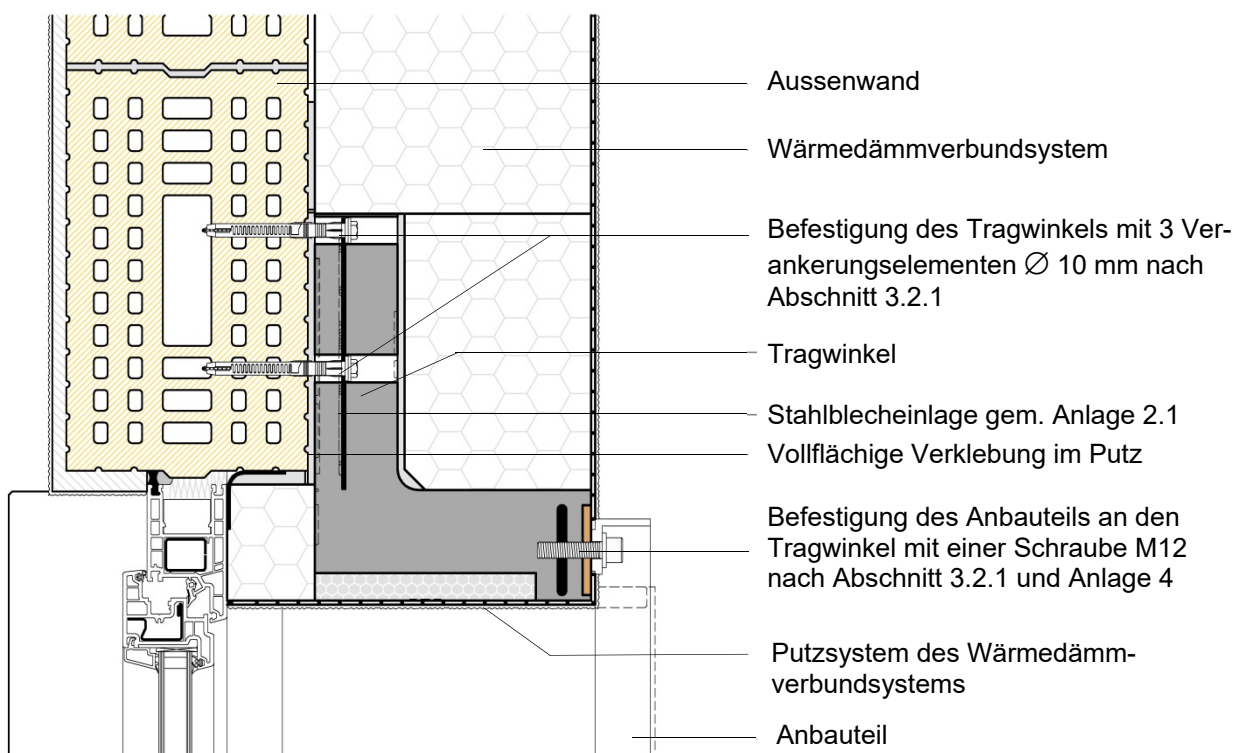 Aussenwand
Wärmedämmverbundsystem
Befestigung des Tragwinkels mit 3 Ver-
ankerungselementen ∅ 10 mm nach
Abschnitt 3.2.1
Tragwinkel
Stahlblecheinlage gem. Anlage 2.1
Vollflächige Verklebung im Putz
Befestigung des Anbauteils an den
Tragwinkel mit einer Schraube M12
nach Abschnitt 3.2.1 und Anlage 4
Putzsystem des Wärmedämm-
verbundsystems
Anbauteil